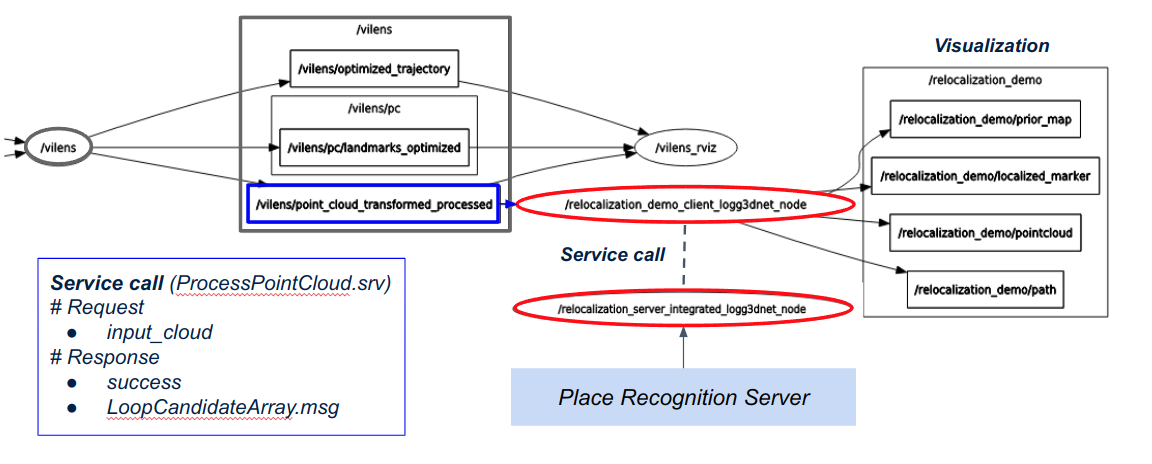 /vilens
/vilens
/vilens/optimized_trajectory
/vilens/pc
/vilens/pc/landmarks_optimized
/vilens/point_cloud_transformed_processed
/vilens_rviz
/relocalization_demo_client_logg3dnet_node
Service call
/relocalization_server_integrated_logg3dnet_node
Place Recognition Server
Visualization
/relocalization_demo
/relocalization_demo/prior_map
/relocalization_demo/localized_marker
/relocalization_demo/pointcloud
/relocalization_demo/path
Service call (ProcessPointCloud.srv)
# Request
● input_cloud
# Response
● success
● LoopCandidateArray.msg